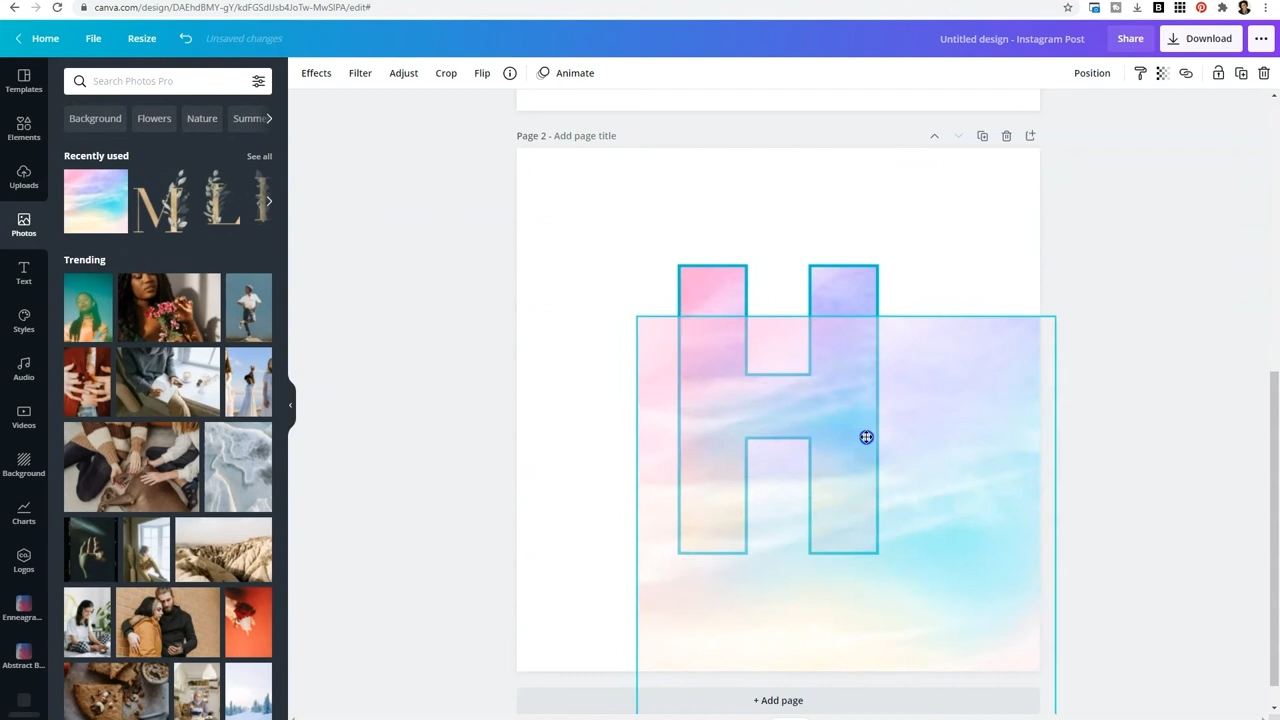 canva.com/design/DAEhdBMY-gY/kdFGSdIJsb4JoTw-MwSIPA/edit#
Home File Resize Unsaved changes Untitled design - Instagram Post Share Download
Templates
Elements
Uploads
Photos
Text
Styles
Audio
Videos
Background
Charts
Logos
Enneagra...
Abstract B...
Search Photos Pro
Background Flowers Nature Summe
Recently used See all
M L I
Trending
Effects Filter Adjust Crop Flip Animate Position
Page 2 - Add page title
H
+ Add page